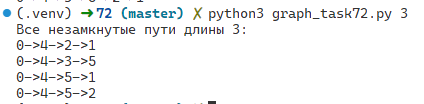 (.venv) ➜72 (master) ✗ python3 graph_task72.py 3
Все незамкнутые пути длины 3:
0->4->2->1
0->4->3->5
0->4->5->1
0->4->5->2